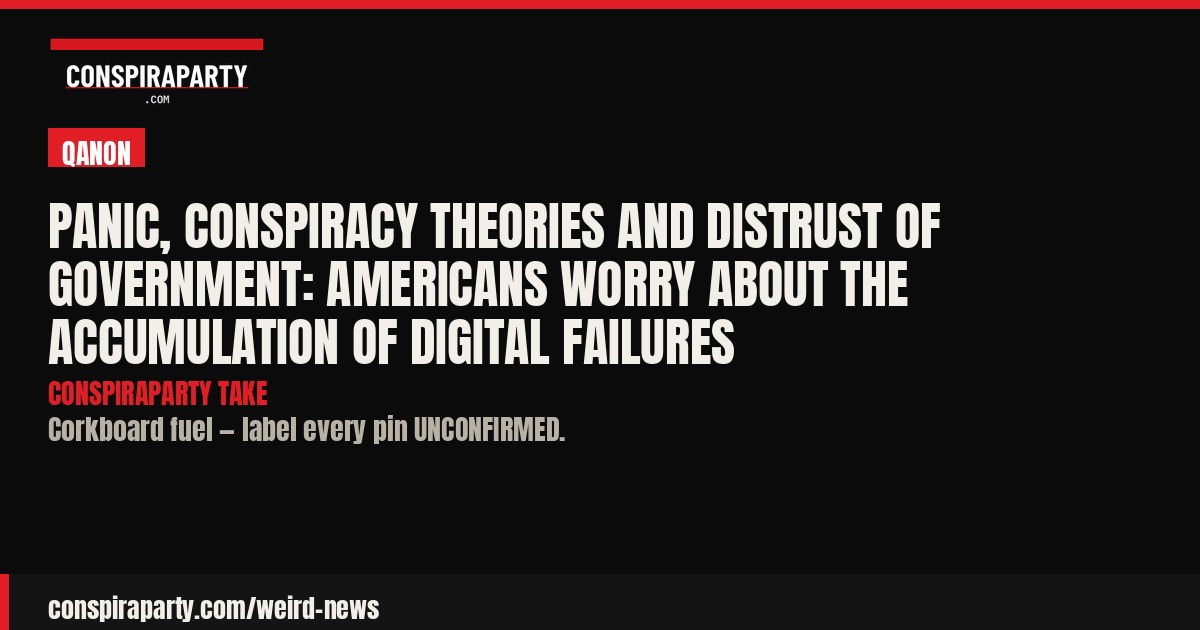 CONSPIRAPARTY
.COM
QANON
PANIC, CONSPIRACY THEORIES AND DISTRUST OF
GOVERNMENT: AMERICANS WORRY ABOUT THE
ACCUMULATION OF DIGITAL FAILURES
CONSPIRAPARTY TAKE
Corkboard fuel – label every pin UNCONFIRMED.
conspiraparty.com/weird-news